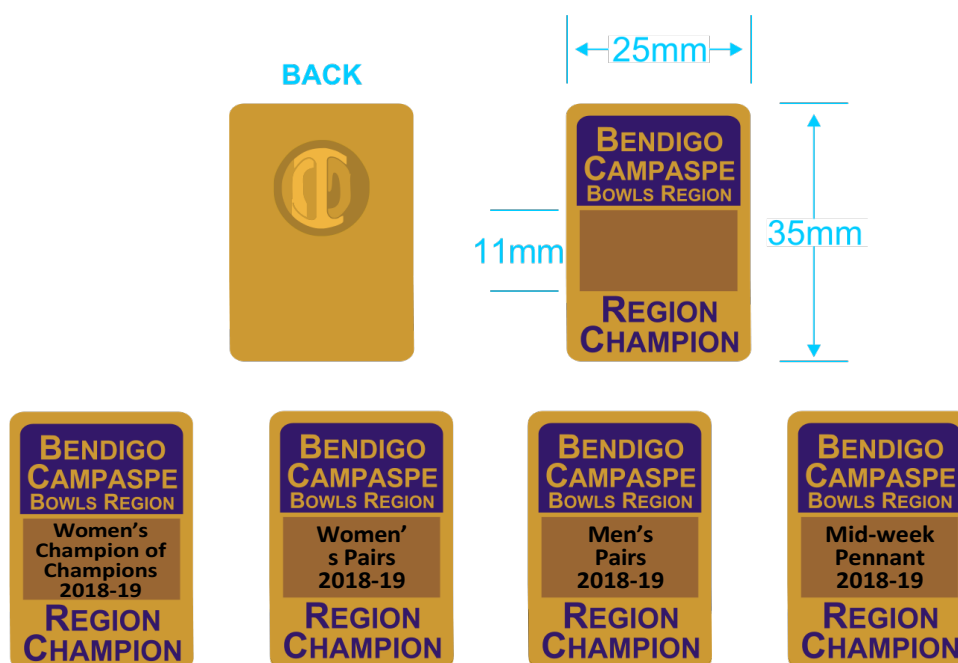 BACK
25mm
BENDIGO
CAMPASPE
BOWLS REGION
11mm
35mm
REGION
CHAMPION
BENDIGO
CAMPASPE
BOWLS REGION
Women’s
Champion of
Champions
2018-19
REGION
CHAMPION
BENDIGO
CAMPASPE
BOWLS REGION
Women’
s Pairs
2018-19
REGION
CHAMPION
BENDIGO
CAMPASPE
BOWLS REGION
Men’s
Pairs
2018-19
REGION
CHAMPION
BENDIGO
CAMPASPE
BOWLS REGION
Mid-week
Pennant
2018-19
REGION
CHAMPION